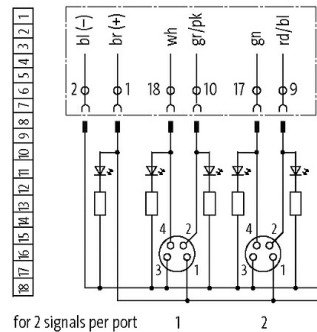 1
2
3
4
5
6
7
8
9
10
11
12
13
14
15
16
17
18
bl (–)
br (+)
wh
gr/pk
gn
rd/bl
2 1 18 10 17 9
4 2 4 2
3 1 3 1
for 2 signals per port 1 2